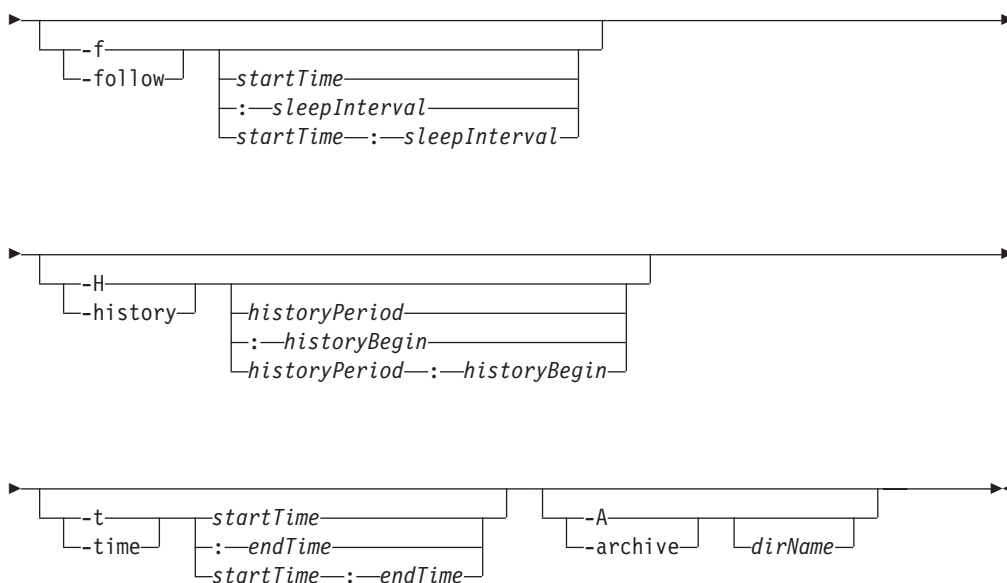 -f
-follow
startTime
: sleepInterval
startTime : sleepInterval
-H
-history
historyPeriod
: historyBegin
historyPeriod : historyBegin
-t
-time
startTime
: endTime
startTime : endTime
-A
-archive
dirName